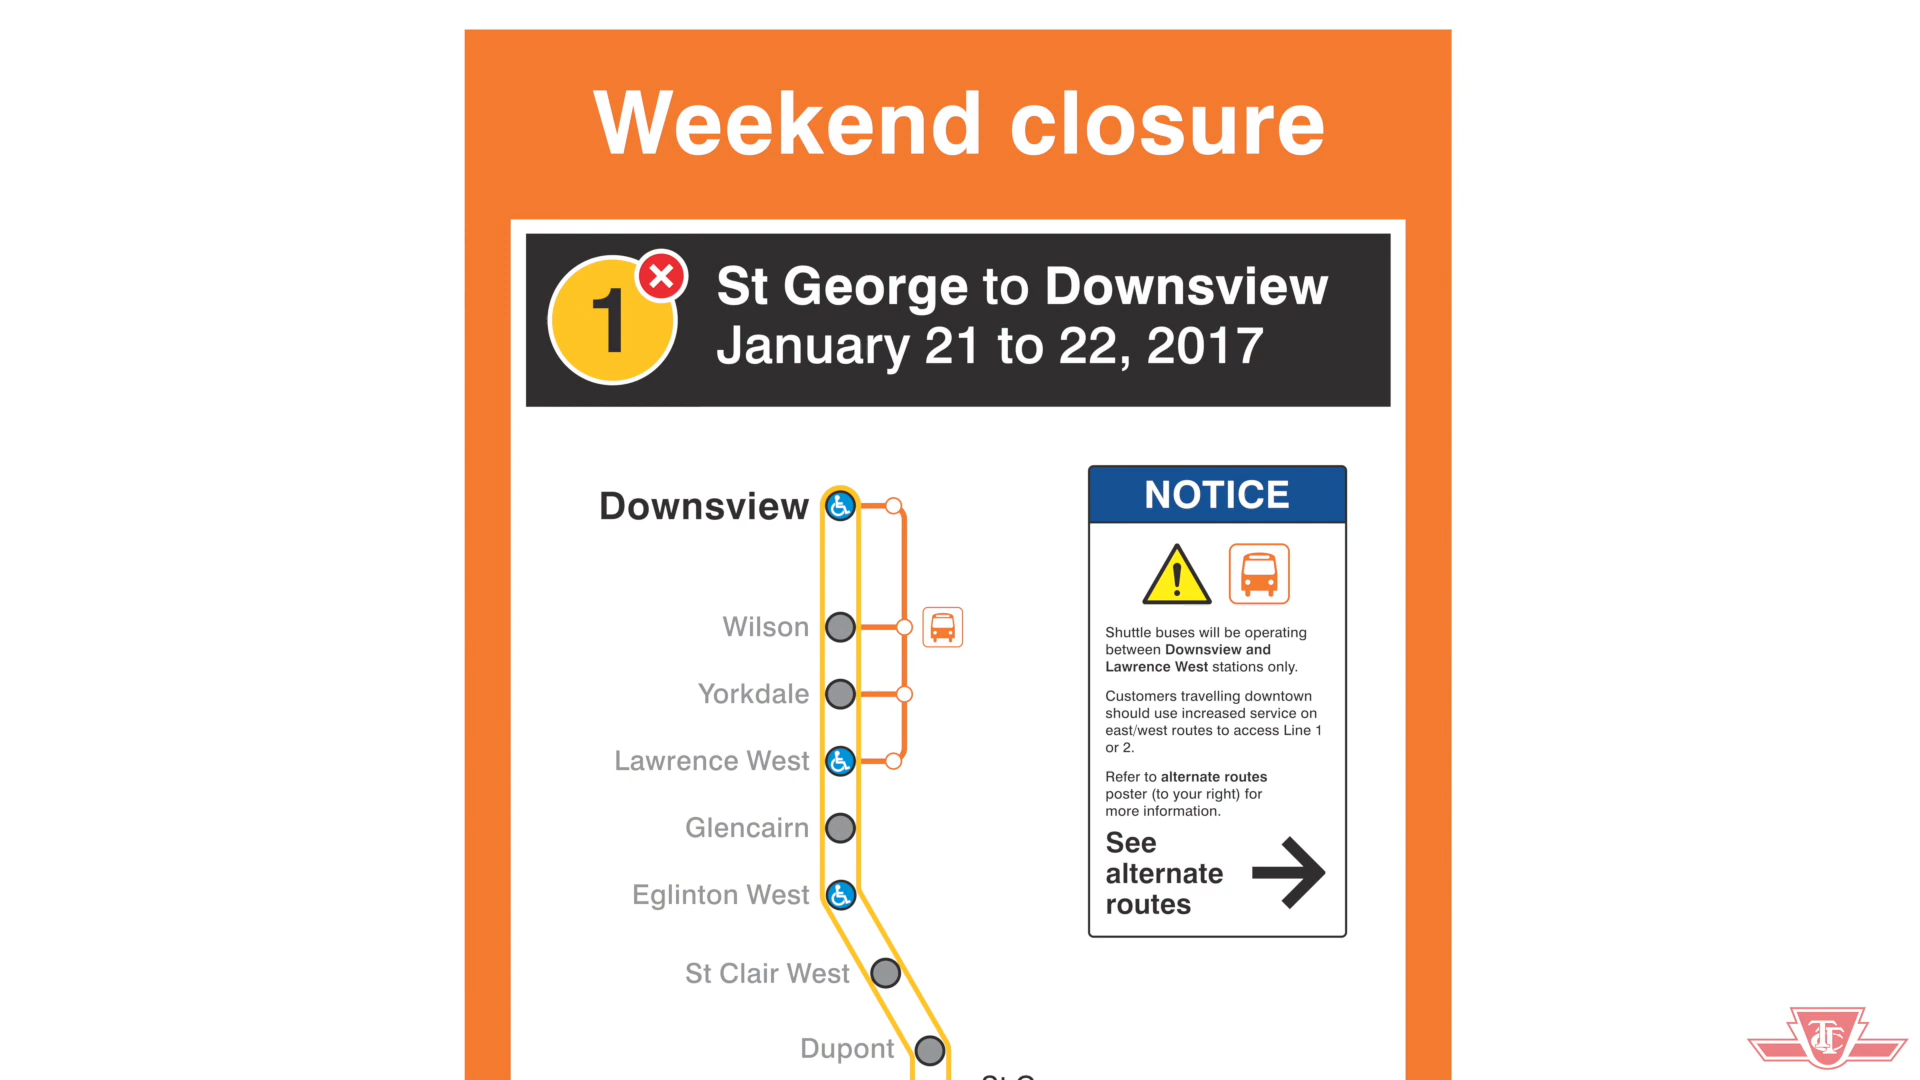 Weekend closure
1
St George to Downsview
January 21 to 22, 2017
Downsview
Wilson
Yorkdale
Lawrence West
Glencairn
Eglinton West
St Clair West
Dupont
NOTICE
Shuttle buses will be operating
between Downsview and
Lawrence West stations only.
Customers travelling downtown
should use increased service on
east/west routes to access Line 1
or 2.
Refer to alternate routes
poster (to your right) for
more information.
See
alternate
routes
TTC